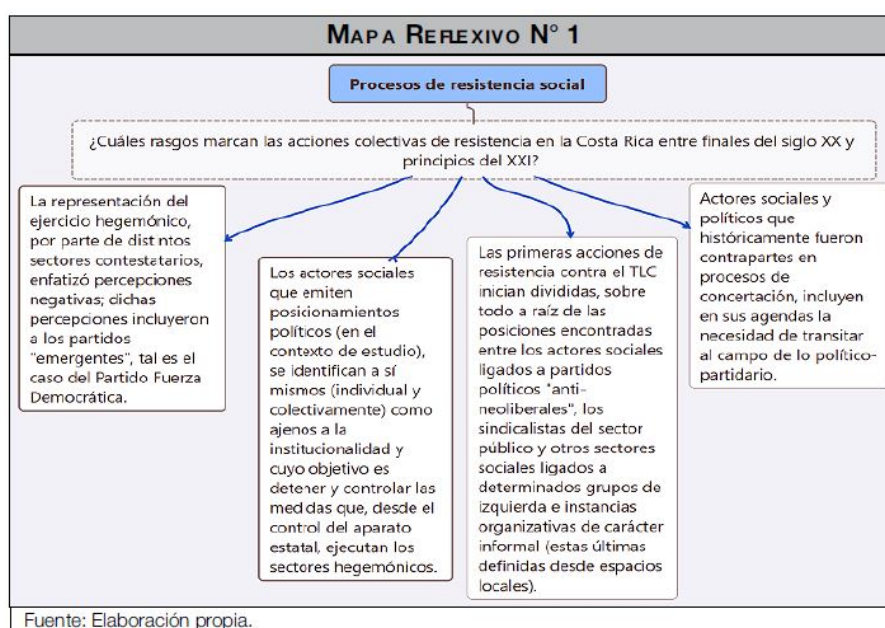 MAPA REFLEXIVO N° 1
Procesos de resistencia social
¿Cuáles rasgos marcan las acciones colectivas de resistencia en la Costa Rica entre finales del siglo XX y
principios del XXI?
La representación del
ejercicio hegemónico,
por parte de distintos
sectores contestatarios,
enfatizó percepciones
negativas; dichas
percepciones incluyeron
a los partidos
"emergentes", tal es el
caso del Partido Fuerza
Democrática.
Los actores sociales
que emiten
posicionamientos
políticos (en el
contexto de estudio),
se identifican a sí
mismos (individual y
colectivamente) como
ajenos a la
institucionalidad y
cuyo objetivo es
detener y controlar las
medidas que, desde el
control del aparato
estatal, ejecutan los
sectores hegemónicos.
Las primeras acciones de
resistencia contra el TLC
inician divididas, sobre
todo a raíz de las
posiciones encontradas
entre los actores sociales
ligados a partidos
políticos "anti-
neoliberales", los
sindicalistas del sector
público y otros sectores
sociales ligados a
determinados grupos de
izquierda e instancias
organizativas de carácter
informal (estas últimas
definidas desde espacios
locales).
Actores sociales y
políticos que
históricamente fueron
contrapartes en
procesos de
concertación, incluyen
en sus agendas la
necesidad de transitar
al campo de lo político-
partidario.
Fuente: Elaboración propia.